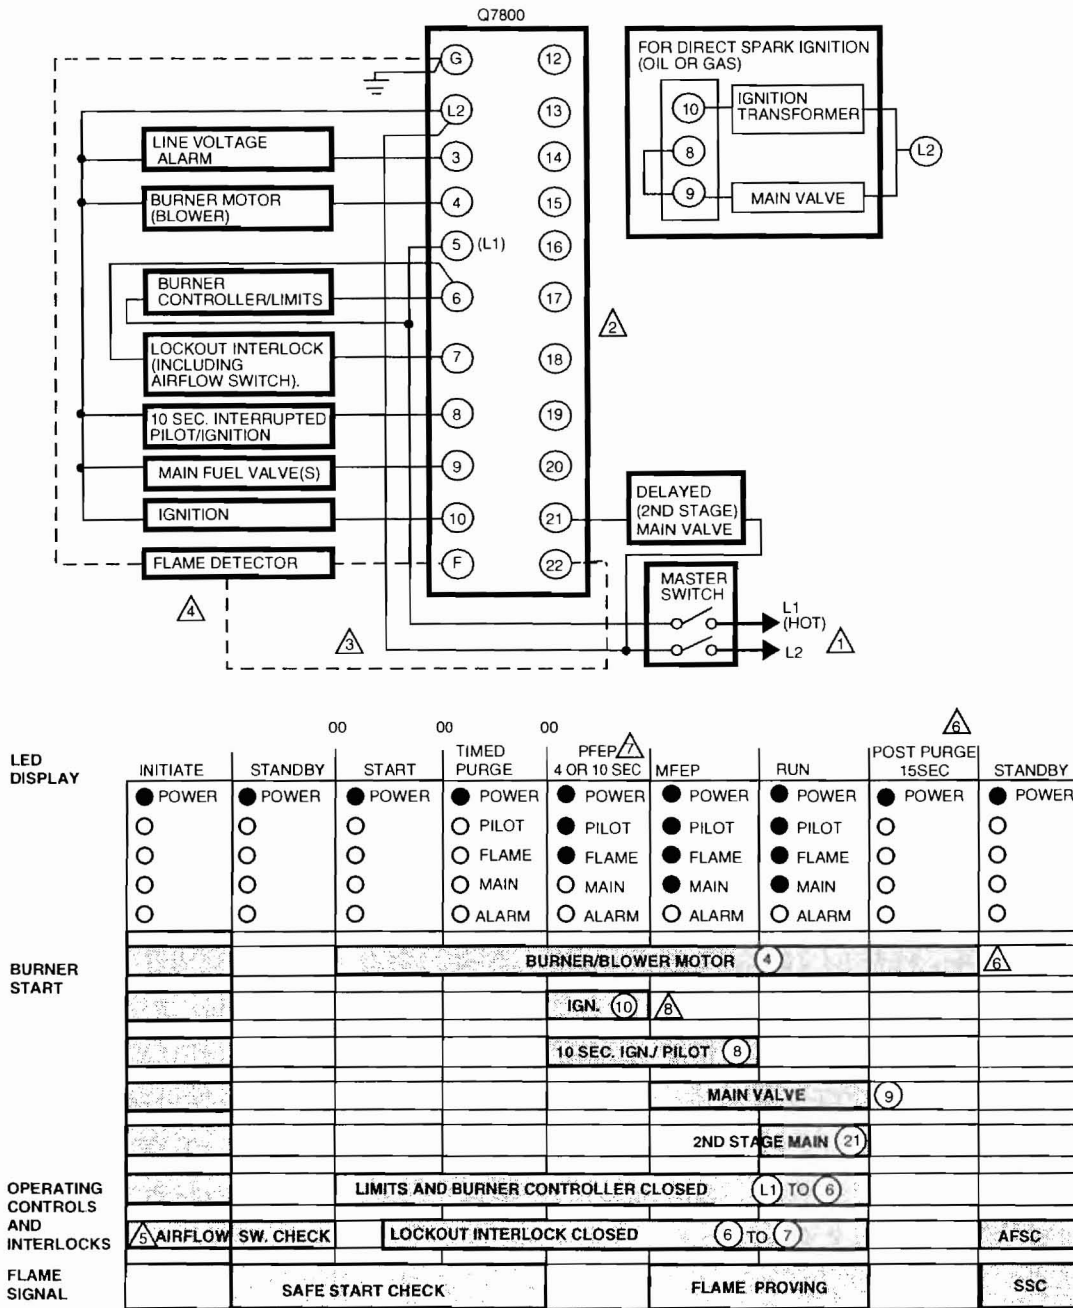 Q7800
G
L2
3
4
5 (L1)
6
7
8
9
10
F
12
13
14
15
16
17
18
19
20
21
22
LINE VOLTAGE
ALARM
BURNER MOTOR
(BLOWER)
BURNER
CONTROLLER/LIMITS
LOCKOUT INTERLOCK
(INCLUDING
AIRFLOW SWITCH).
10 SEC. INTERRUPTED
PILOT/IGNITION
MAIN FUEL VALVE(S)
IGNITION
FLAME DETECTOR
4
3
2
FOR DIRECT SPARK IGNITION
(OIL OR GAS)
10
8
9
IGNITION
TRANSFORMER
MAIN VALVE
L2
DELAYED
(2ND STAGE)
MAIN VALVE
MASTER
SWITCH
L1
(HOT)
L2
1
00 00 00
LED
DISPLAY
INITIATE
STANDBY
START
TIMED
PURGE
PFEP 7
4 OR 10 SEC
MFEP
RUN
6
POST PURGE
15SEC
STANDBY
POWER POWER POWER POWER POWER POWER POWER POWER POWER
PILOT PILOT PILOT PILOT
FLAME FLAME FLAME FLAME
MAIN MAIN MAIN MAIN
ALARM ALARM ALARM ALARM
BURNER
START
BURNER/BLOWER MOTOR 4
6
IGN. 10 8
10 SEC. IGN./ PILOT 8
MAIN VALVE 9
2ND STAGE MAIN 21
OPERATING
CONTROLS
AND
INTERLOCKS
LIMITS AND BURNER CONTROLLER CLOSED L1 TO 6
5 AIRFLOW SW. CHECK
LOCKOUT INTERLOCK CLOSED 6 TO 7
AFSC
FLAME
SIGNAL
SAFE START CHECK
FLAME PROVING
SSC